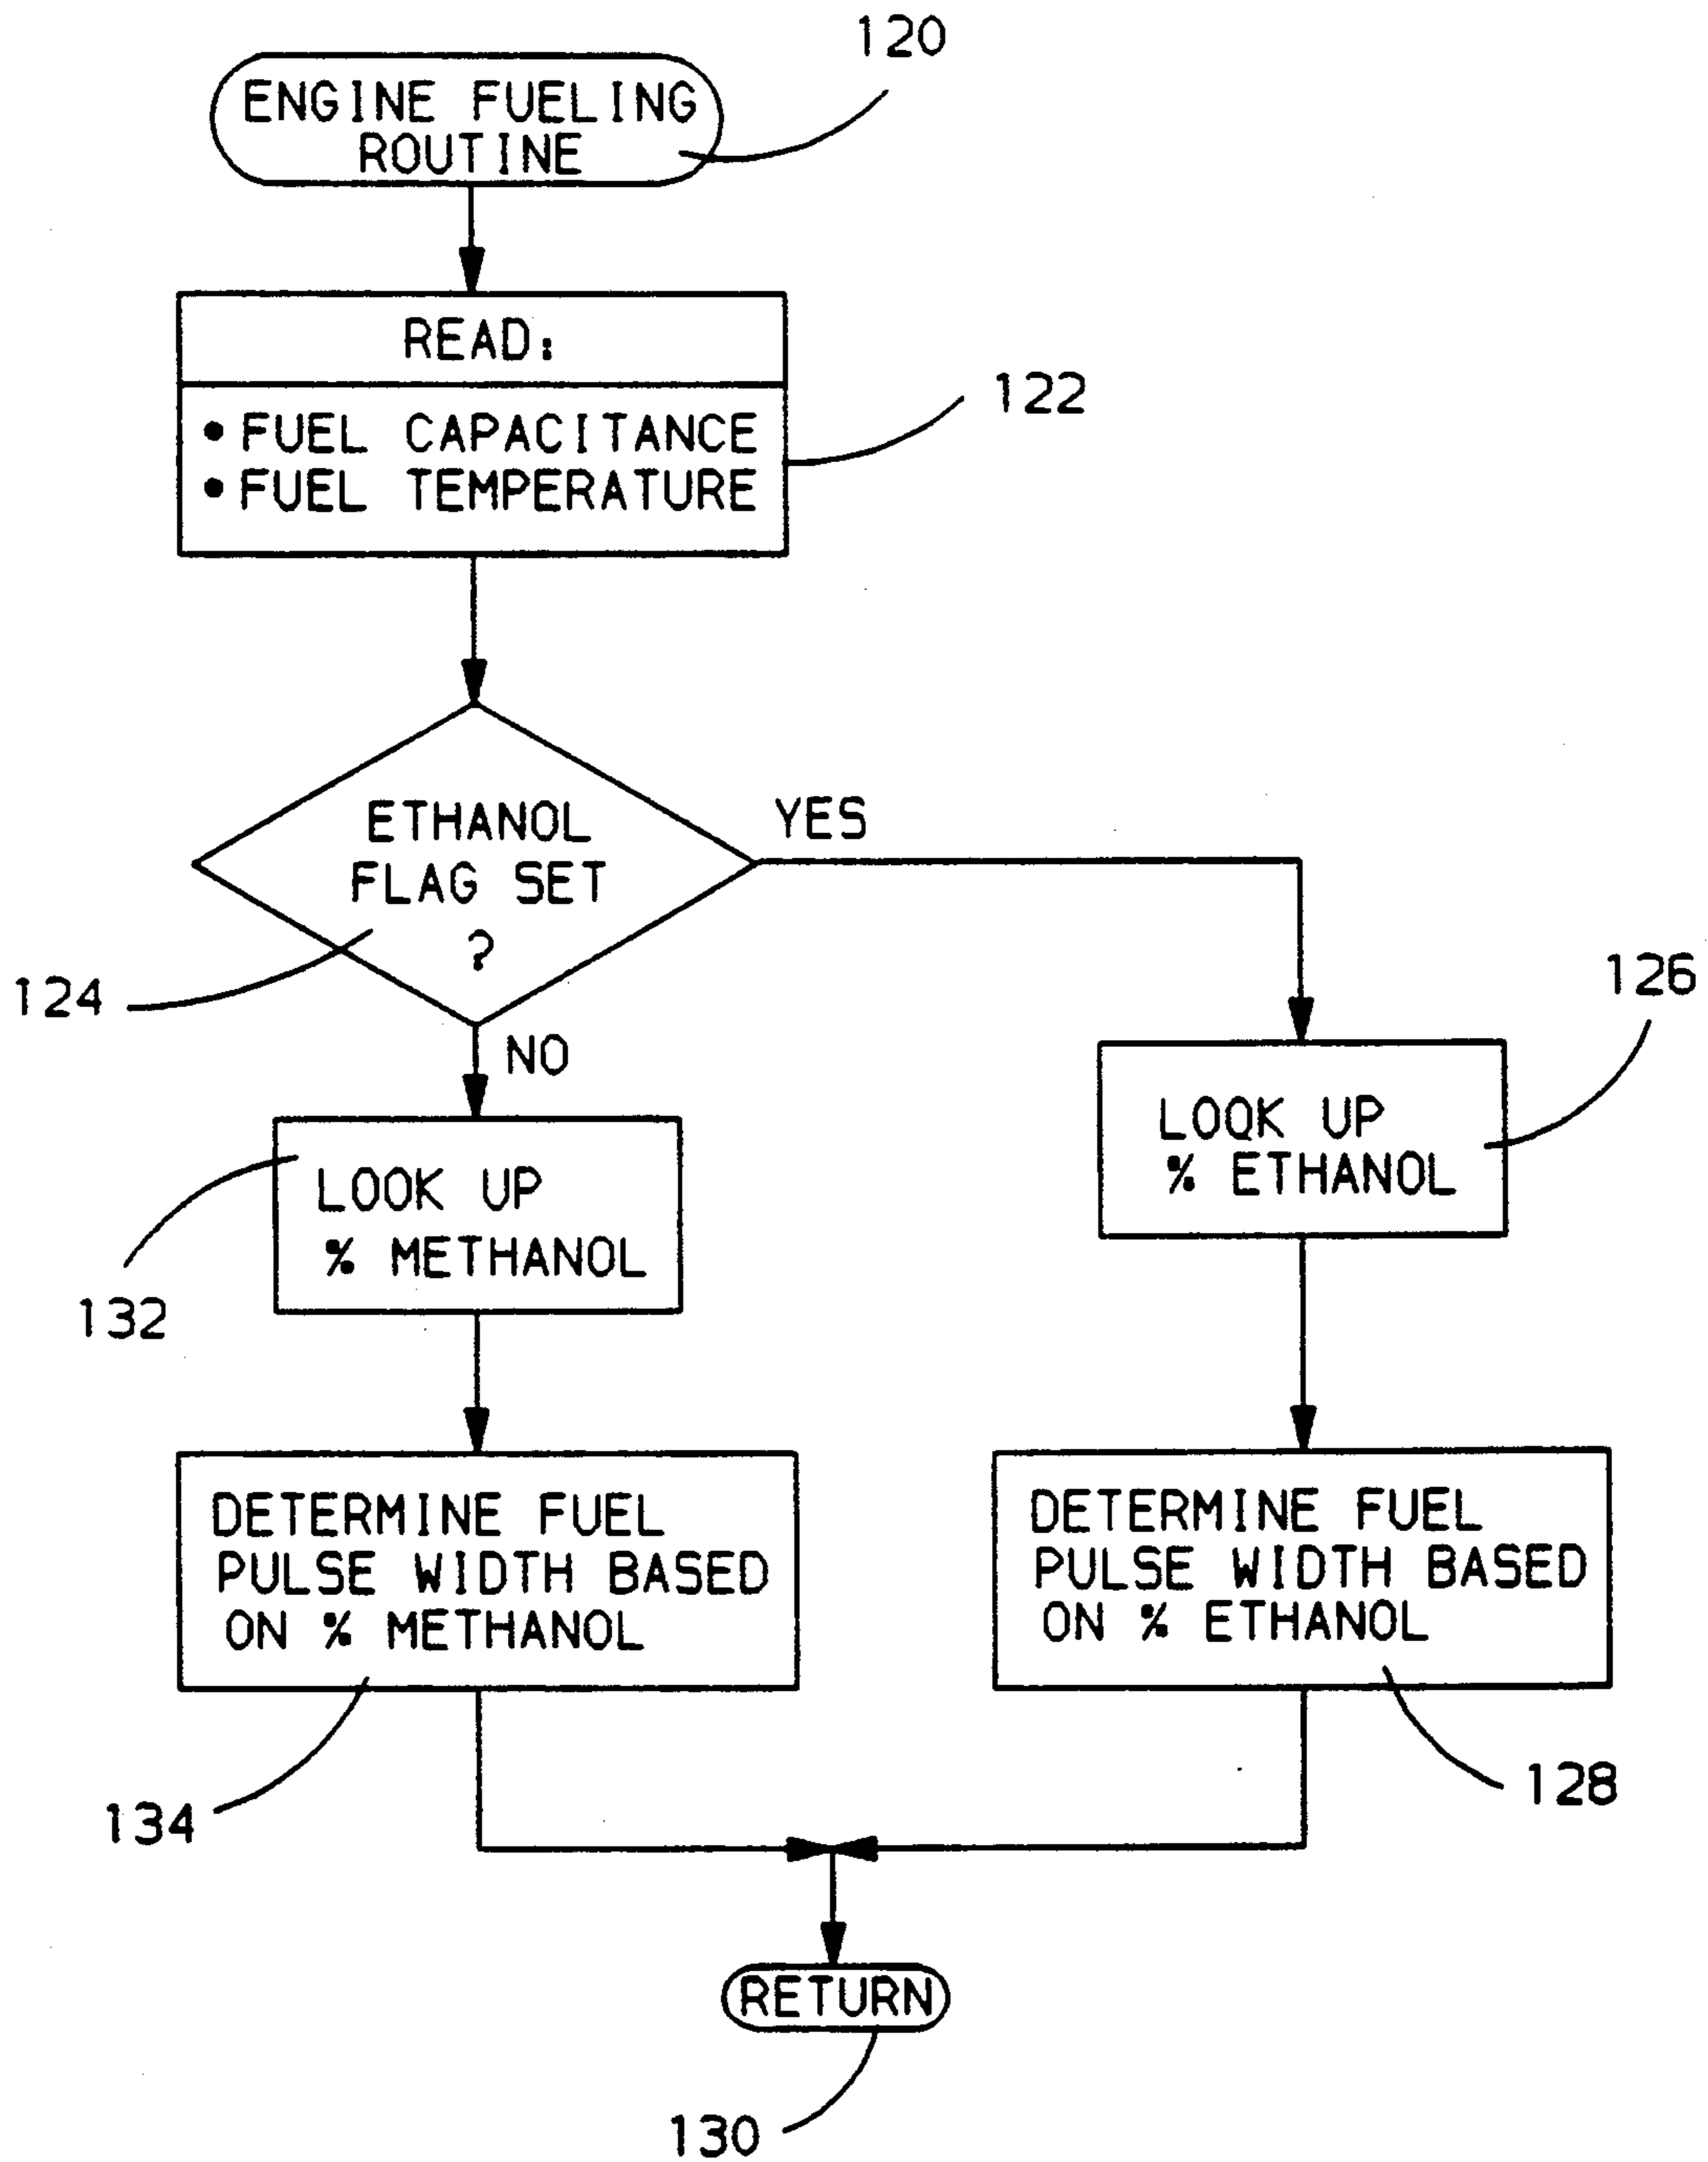 120
ENGINE FUELING
ROUTINE
READ:
122
• FUEL CAPACITANCE
• FUEL TEMPERATURE
ETHANOL
FLAG SET
?
YES
124
NO
126
LOOK UP
% ETHANOL
LOOK UP
% METHANOL
132
DETERMINE FUEL
PULSE WIDTH BASED
ON % METHANOL
DETERMINE FUEL
PULSE WIDTH BASED
ON % ETHANOL
134
128
RETURN
130